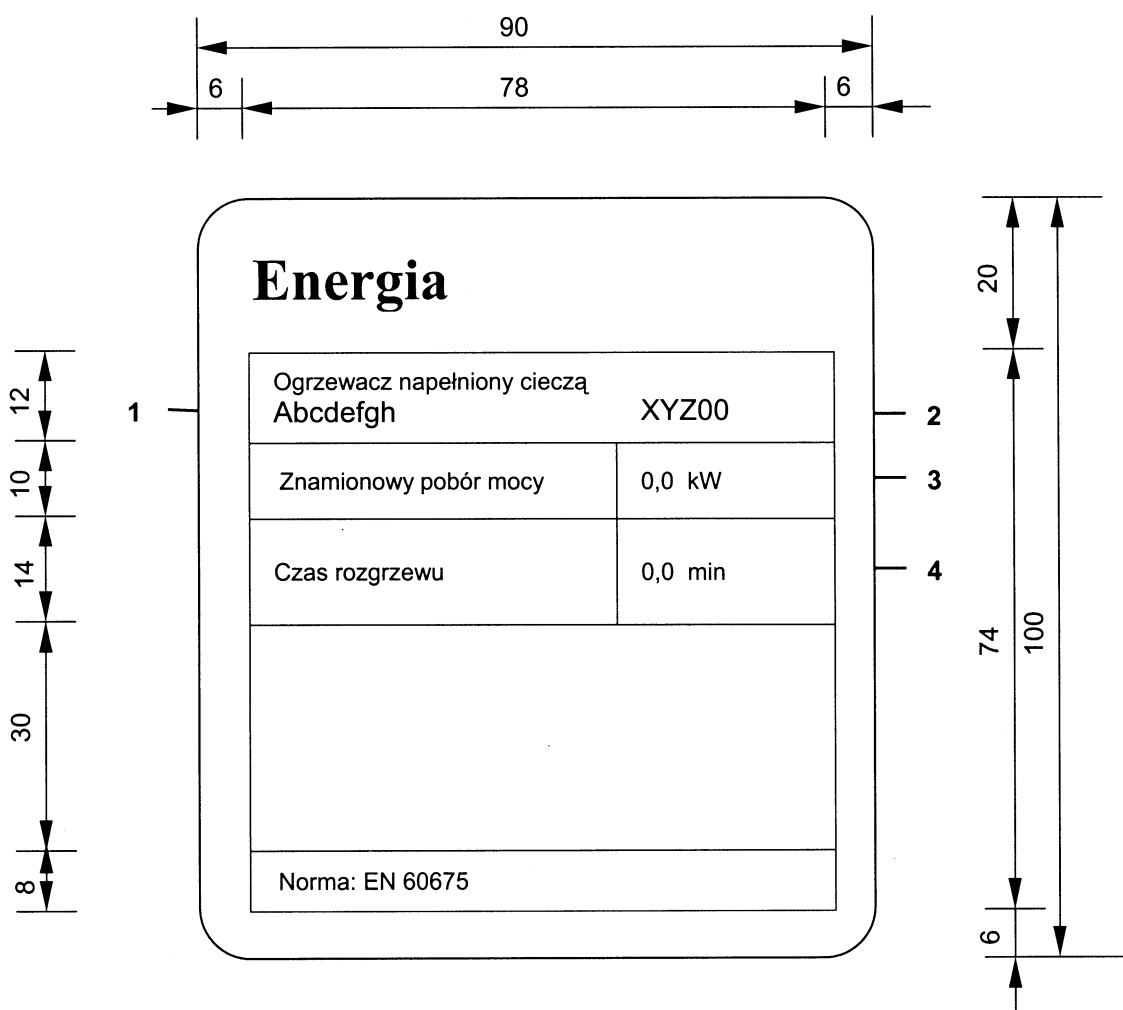 90
6 78 6
Energia
Ogrzewacz napełniony cieczą
Abcdefgh XYZ00
Znamionowy pobór mocy 0,0 kW
Czas rozgrzewu 0,0 min
Norma: EN 60675
12
10
14
30
8
1
2
3
4
20
74
100
6